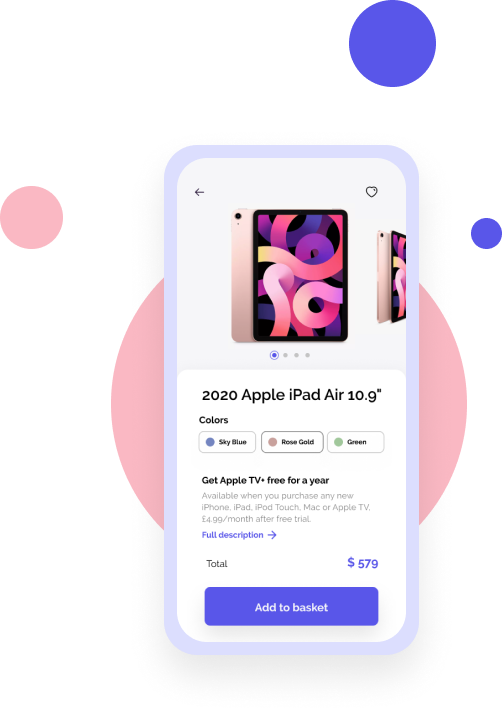 2020 Apple iPad Air 10.9"
Colors
Sky Blue
Rose Gold
Green
Get Apple TV+ free for a year
Available when you purchase any new
iPhone, iPad, iPod Touch, Mac or Apple TV,
£4.99/month after free trial.
Full description
Total
$ 579
Add to basket